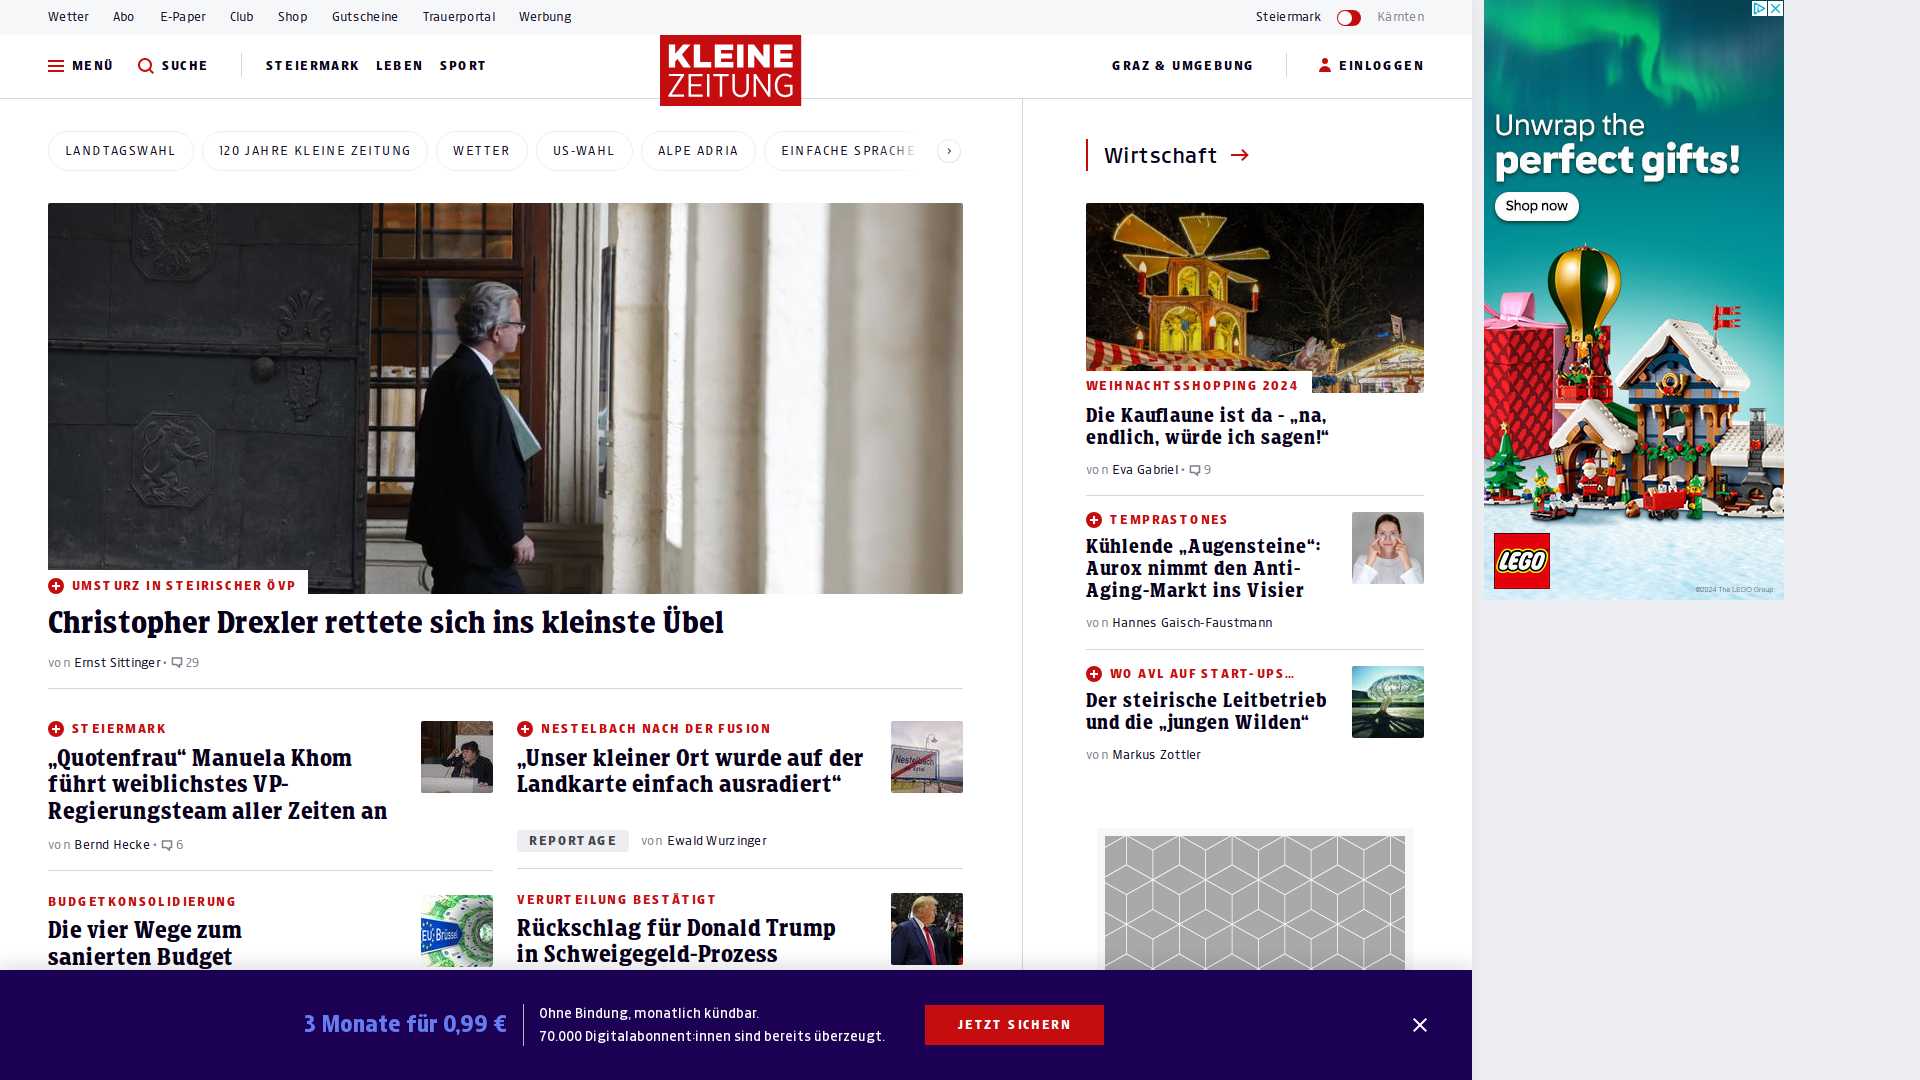 Wetter Abo E-Paper Club Shop Gutscheine Trauerportal Werbung
Steiermark Kärnten
MENÜ SUCHE STEIERMARK LEBEN SPORT
KLEINE
ZEITUNG
GRAZ & UMGEBUNG EINLOGGEN
LANDTAGSWAHL 120 JAHRE KLEINE ZEITUNG WETTER US-WAHL ALPE ADRIA EINFACHE SPRACHE
UMSTURZ IN STEIRISCHER ÖVP
Christopher Drexler rettete sich ins kleinste Übel
von Ernst Sittinger • 29
STEIERMARK
„Quotenfrau“ Manuela Khom
führt weiblichstes VP-
Regierungsteam aller Zeiten an
von Bernd Hecke • 6
NESTELBACH NACH DER FUSION
„Unser kleiner Ort wurde auf der
Landkarte einfach ausradiert“
REPORTAGE von Ewald Wurzinger
Nestelbach
BUDGETKONSOLIDIERUNG
Die vier Wege zum
sanierten Budget
EU: Brüssel
VERURTEILUNG BESTÄTIGT
Rückschlag für Donald Trump
in Schweigegeld-Prozess
Wirtschaft
WEIHNACHTSSHOPPING 2024
Die Kauflaune ist da - „na,
endlich, würde ich sagen!“
von Eva Gabriel • 9
TEMPRASTONES
Kühlende „Augensteine“:
Aurox nimmt den Anti-
Aging-Markt ins Visier
von Hannes Gaisch-Faustmann
WO AVL AUF START-UPS…
Der steirische Leitbetrieb
und die „jungen Wilden“
von Markus Zottler
Unwrap the
perfect gifts!
Shop now
LEGO
©2024 The LEGO Group
3 Monate für 0,99 €
Ohne Bindung, monatlich kündbar.
70.000 Digitalabonnent:innen sind bereits überzeugt.
JETZT SICHERN